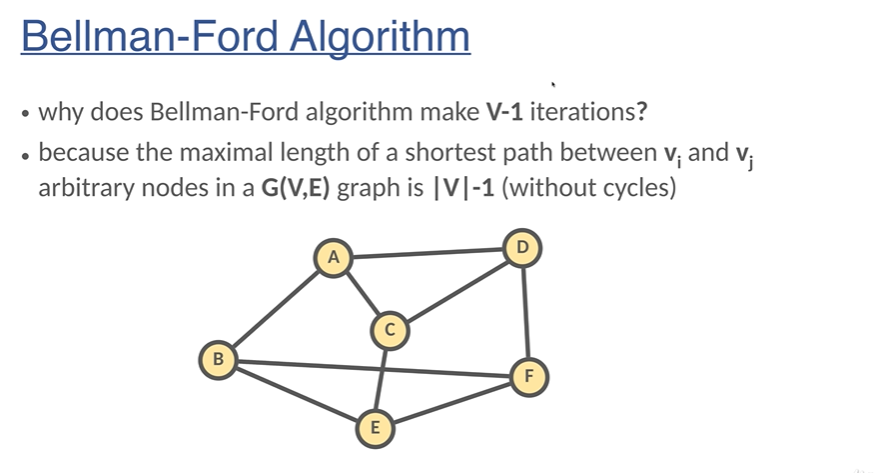 Bellman-Ford Algorithm
• why does Bellman-Ford algorithm make V-1 iterations?
• because the maximal length of a shortest path between vi and vj
arbitrary nodes in a G(V,E) graph is |V|-1 (without cycles)
A
D
C
B
F
E